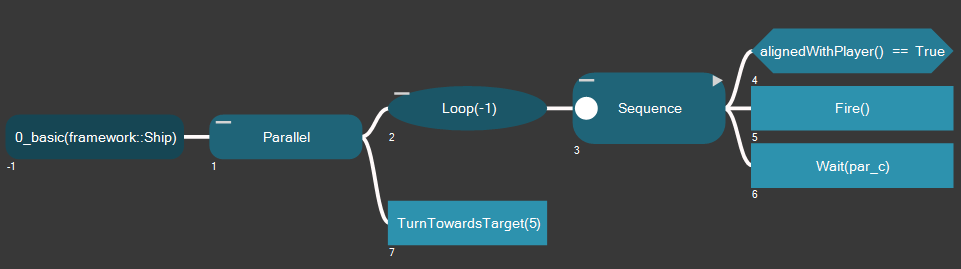 0_basic(framework::Ship)
-1
Parallel
1
Loop(-1)
2
Sequence
3
alignedWithPlayer() == True
4
Fire()
5
Wait(par_c)
6
TurnTowardsTarget(5)
7